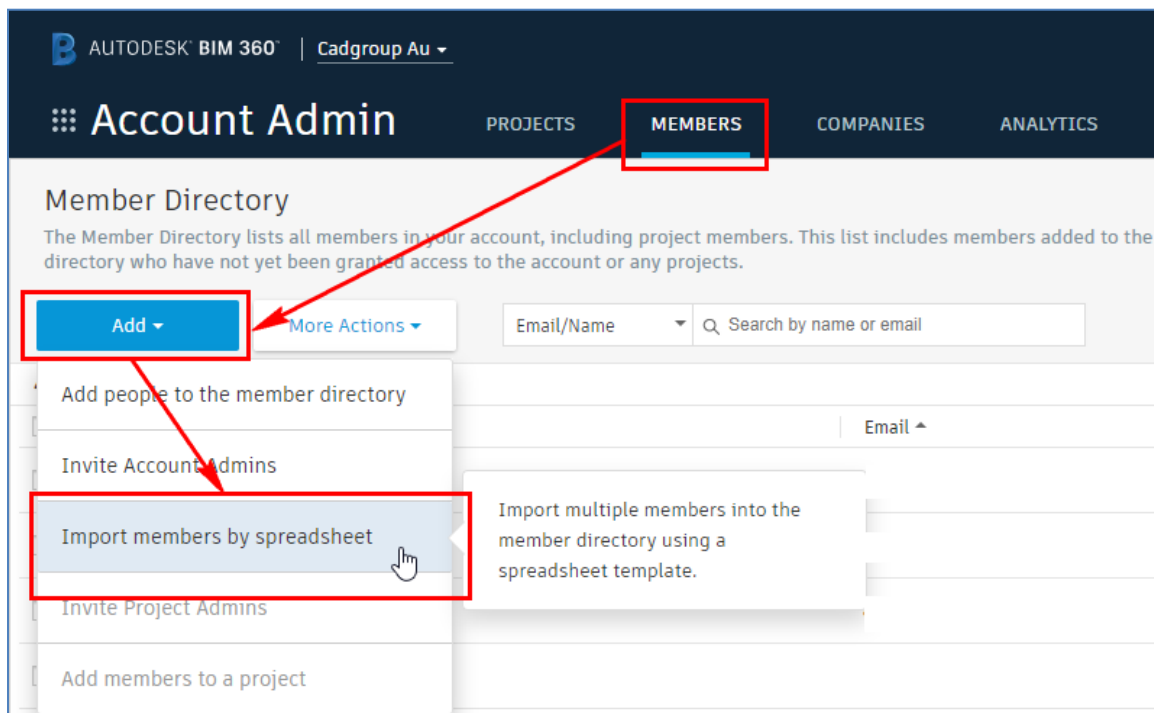 AUTODESK® BIM 360™ | Cadgroup Au
Account Admin
PROJECTS
MEMBERS
COMPANIES
ANALYTICS
Member Directory
The Member Directory lists all members in your account, including project members. This list includes members added to the
directory who have not yet been granted access to the account or any projects.
Add
More Actions
Email/Name
Search by name or email
Add people to the member directory
Email
Invite Account Admins
Import members by spreadsheet
Import multiple members into the
member directory using a
spreadsheet template.
Invite Project Admins
Add members to a project